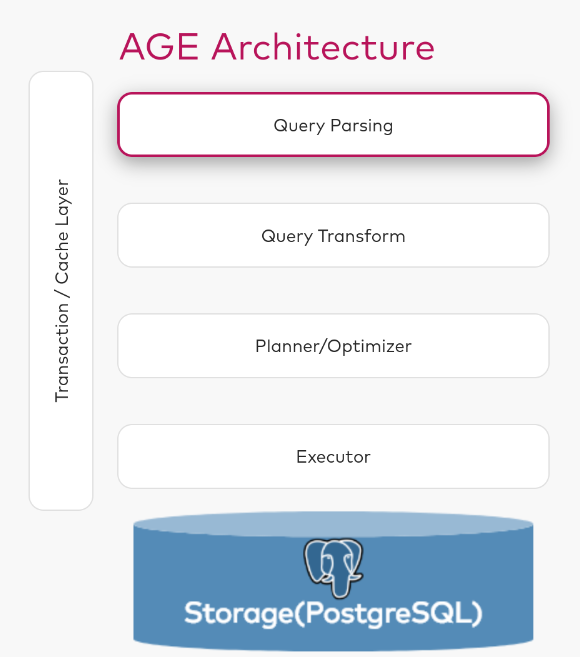 AGE Architecture
Transaction / Cache Layer
Query Parsing
Query Transform
Planner/Optimizer
Executor
Storage(PostgreSQL)